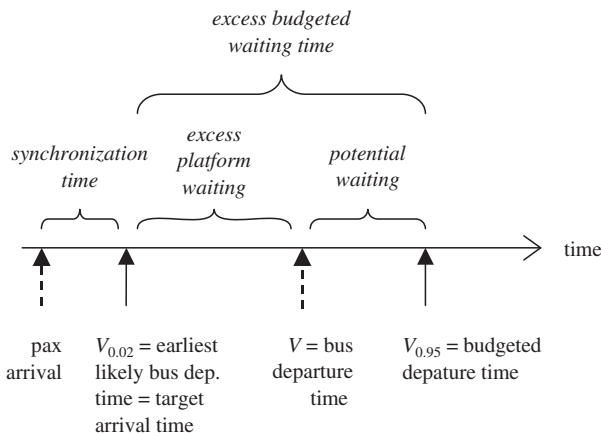 excess budgeted
waiting time
excess
platform
waiting
synchronization
time
potential
waiting
time
pax
arrival
V0.02 = earliest
likely bus dep.
time = target
arrival time
V = bus
departure
time
V0.95 = budgeted
depature time